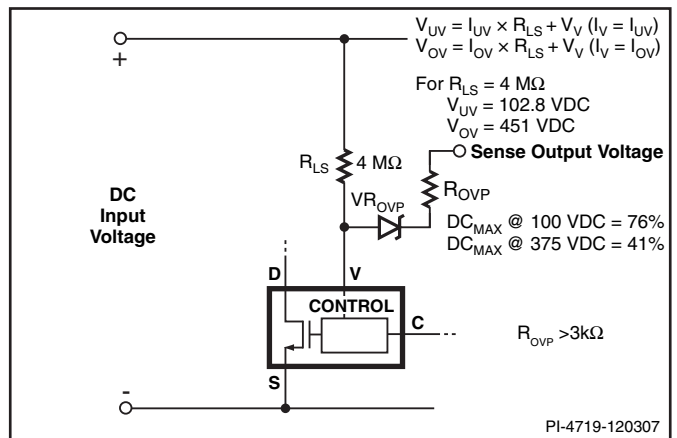 V_UV = I_UV × R_LS + V_V (I_V = I_UV)
V_OV = I_OV × R_LS + V_V (I_V = I_OV)
+
For R_LS = 4 MΩ
V_UV = 102.8 VDC
V_OV = 451 VDC
Sense Output Voltage
R_LS
4 MΩ
R_OVP
VR_OVP
DC
Input
Voltage
DC_MAX @ 100 VDC = 76%
DC_MAX @ 375 VDC = 41%
D
V
CONTROL
C
R_OVP >3kΩ
S
-
PI-4719-120307